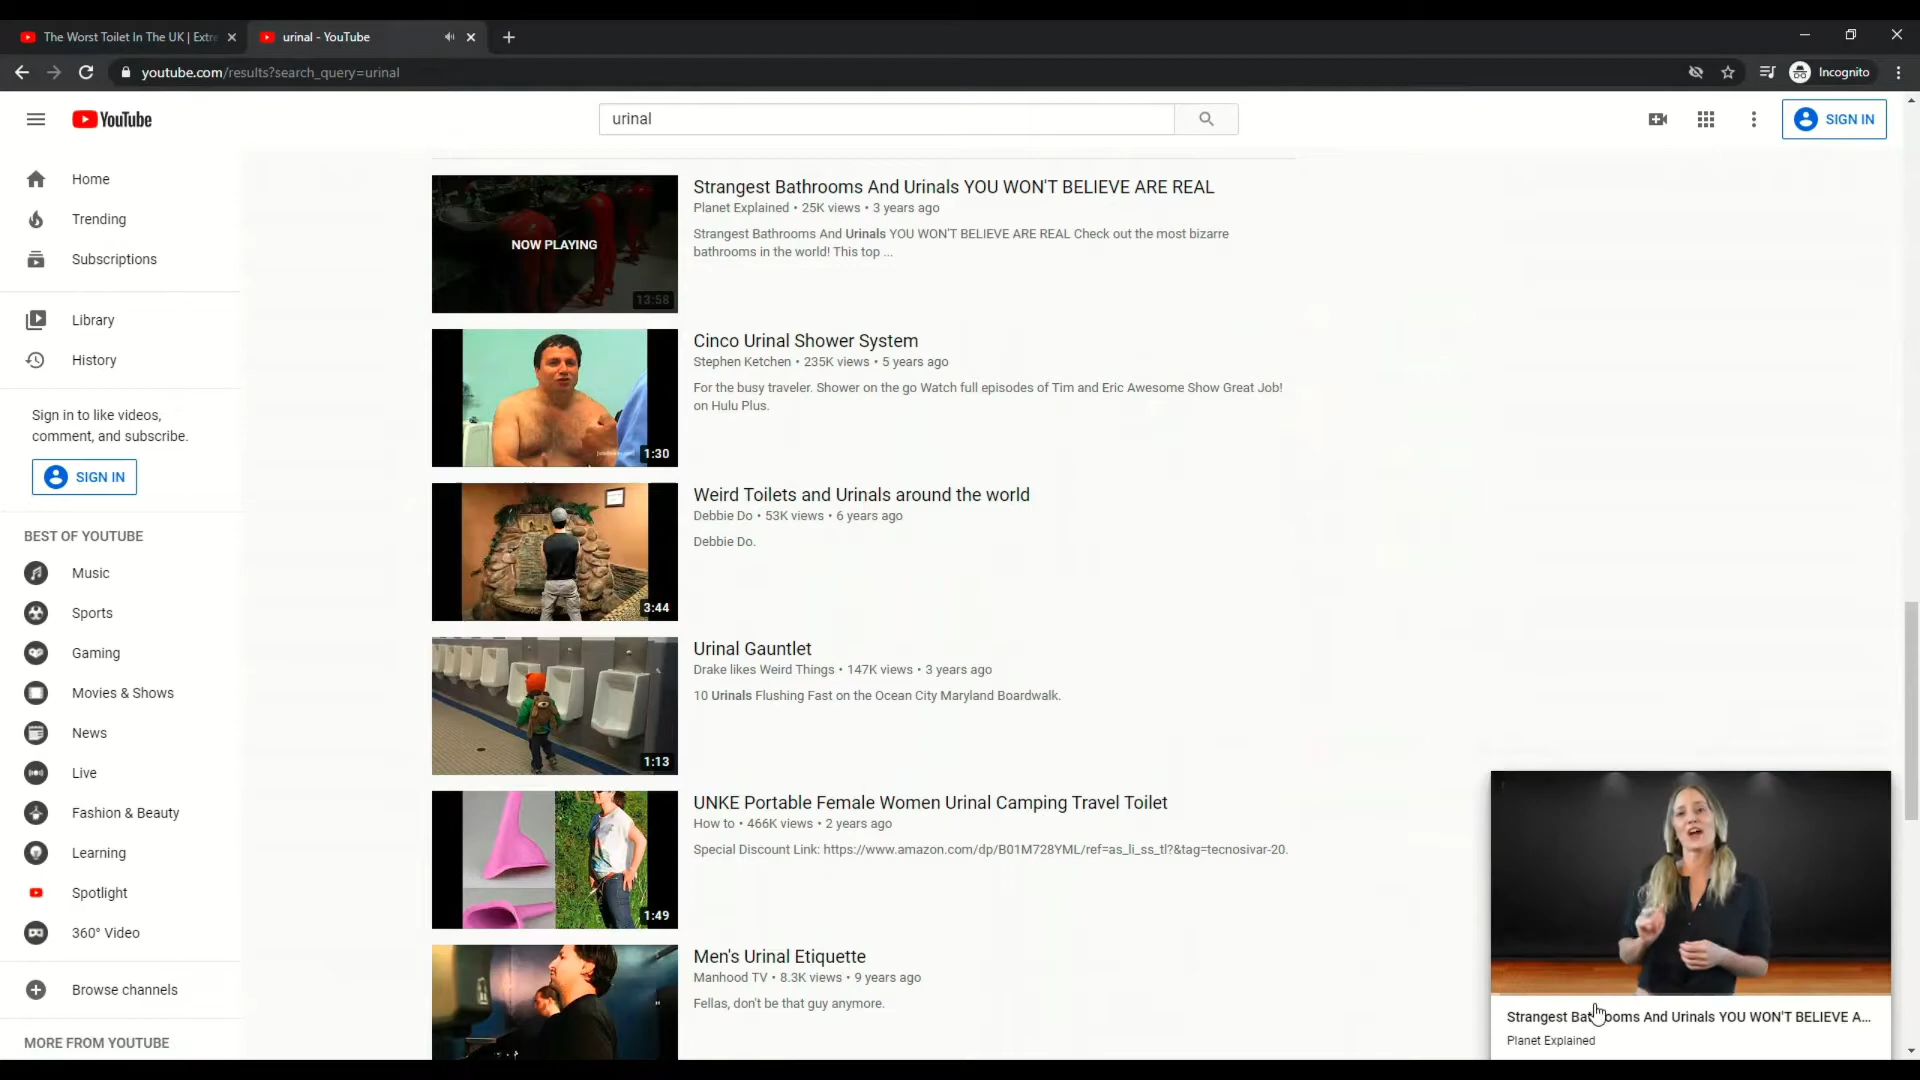 The Worst Toilet In The UK | Extre
urinal - YouTube
youtube.com/results?search_query=urinal
Incognito
YouTube
urinal
SIGN IN
Home
Trending
Subscriptions
Library
History
Sign in to like videos,
comment, and subscribe.
SIGN IN
BEST OF YOUTUBE
Music
Sports
Gaming
Movies & Shows
News
Live
Fashion & Beauty
Learning
Spotlight
360° Video
Browse channels
MORE FROM YOUTUBE
NOW PLAYING
13:58
Strangest Bathrooms And Urinals YOU WON'T BELIEVE ARE REAL
Planet Explained • 25K views • 3 years ago
Strangest Bathrooms And Urinals YOU WON'T BELIEVE ARE REAL Check out the most bizarre
bathrooms in the world! This top ...
1:30
Cinco Urinal Shower System
Stephen Ketchen • 235K views • 5 years ago
For the busy traveler. Shower on the go Watch full episodes of Tim and Eric Awesome Show Great Job!
on Hulu Plus.
3:44
Weird Toilets and Urinals around the world
Debbie Do • 53K views • 6 years ago
Debbie Do.
1:13
Urinal Gauntlet
Drake likes Weird Things • 147K views • 3 years ago
10 Urinals Flushing Fast on the Ocean City Maryland Boardwalk.
1:49
UNKE Portable Female Women Urinal Camping Travel Toilet
How to • 466K views • 2 years ago
Special Discount Link: https://www.amazon.com/dp/B01M728YML/ref=as_li_ss_tl?&tag=tecnosivar-20.
Men's Urinal Etiquette
Manhood TV • 8.3K views • 9 years ago
Fellas, don't be that guy anymore.
Strangest And Urinals YOU WON'T BELIEVE A...
Planet Explained